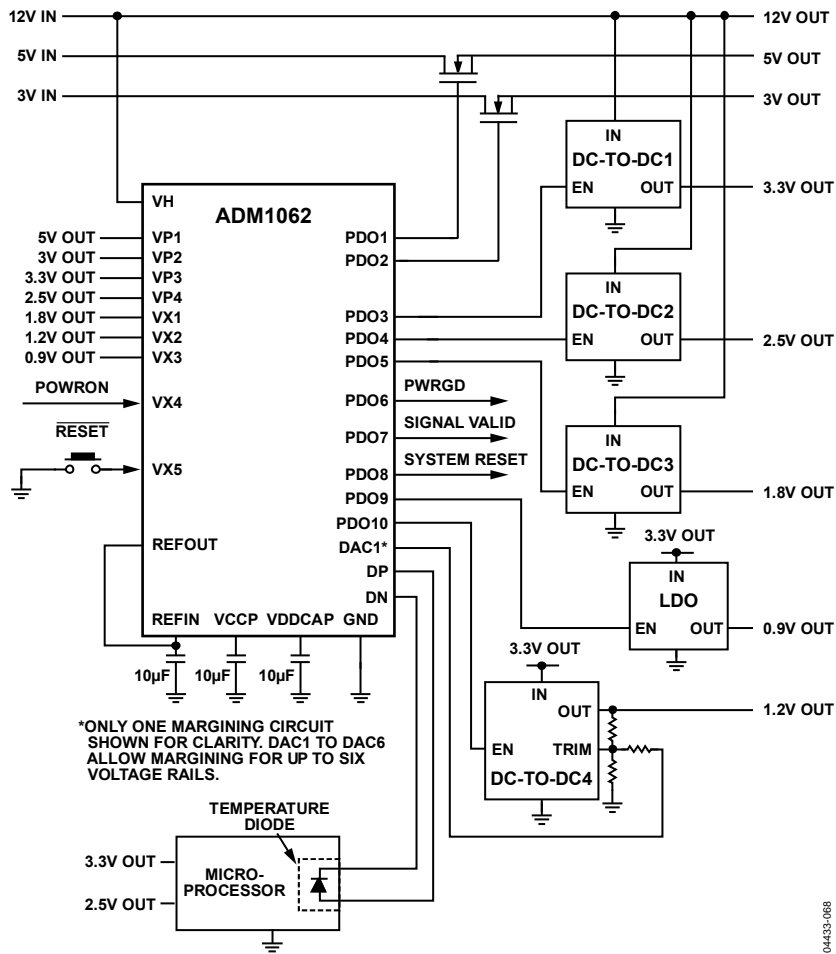 12V IN
12V OUT
5V IN
5V OUT
3V IN
3V OUT
IN
DC-TO-DC1
EN OUT
3.3V OUT
ADM1062
VH
5V OUT VP1
3V OUT VP2
3.3V OUT VP3
2.5V OUT VP4
1.8V OUT VX1
1.2V OUT VX2
0.9V OUT VX3
POWRON
VX4
RESET
VX5
REFOUT
REFIN VCCP VDDCAP GND
10µF 10µF 10µF
PDO1
PDO2
PDO3
PDO4
PDO5
PDO6 PWRGD
PDO7 SIGNAL VALID
PDO8 SYSTEM RESET
PDO9
PDO10
DAC1*
DP
DN
IN
DC-TO-DC2
EN OUT
2.5V OUT
IN
DC-TO-DC3
EN OUT
1.8V OUT
3.3V OUT
IN
LDO
EN OUT
0.9V OUT
3.3V OUT
IN
OUT
1.2V OUT
EN TRIM
DC-TO-DC4
*ONLY ONE MARGINING CIRCUIT
SHOWN FOR CLARITY. DAC1 TO DAC6
ALLOW MARGINING FOR UP TO SIX
VOLTAGE RAILS.
TEMPERATURE
DIODE
3.3V OUT
2.5V OUT
MICRO-
PROCESSOR
04433-068